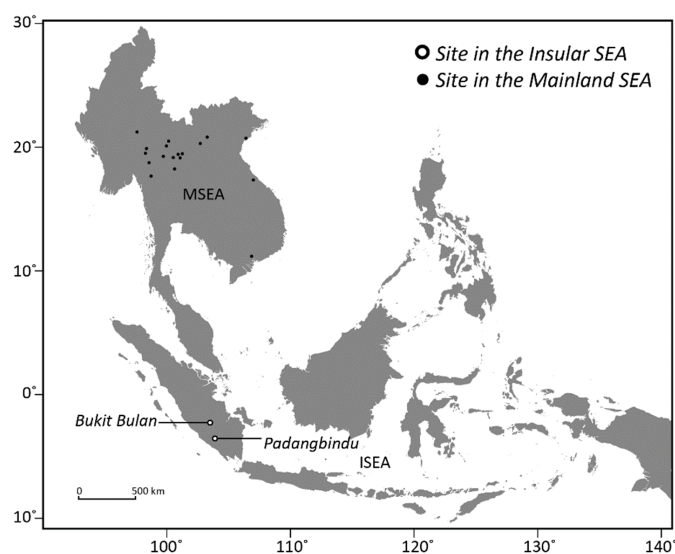 30°
Site in the Insular SEA
Site in the Mainland SEA
20°
MSEA
10°
0°
Bukit Bulan
Padangbindu
ISEA
0 500 km
10°
100° 110° 120° 130° 140°